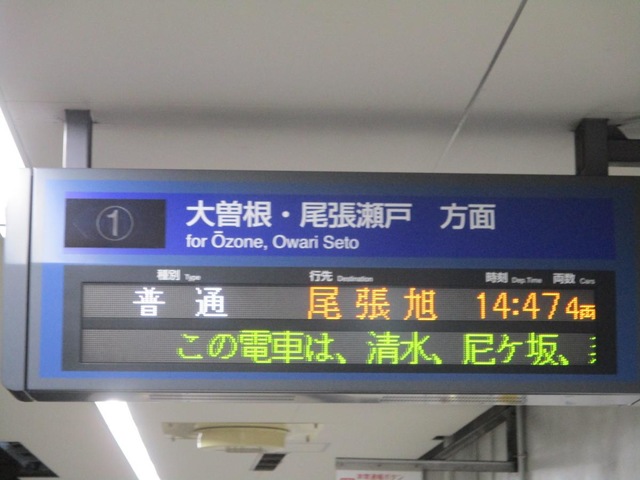 ① 大曽根・尾張瀬戸 方面
for Ōzone, Owari Seto
種別 Type 行先 Destination 時刻 Dep.Time 両数 Cars
普通 尾張旭 14:47 4両
この電車は、清水、尼ケ坂、